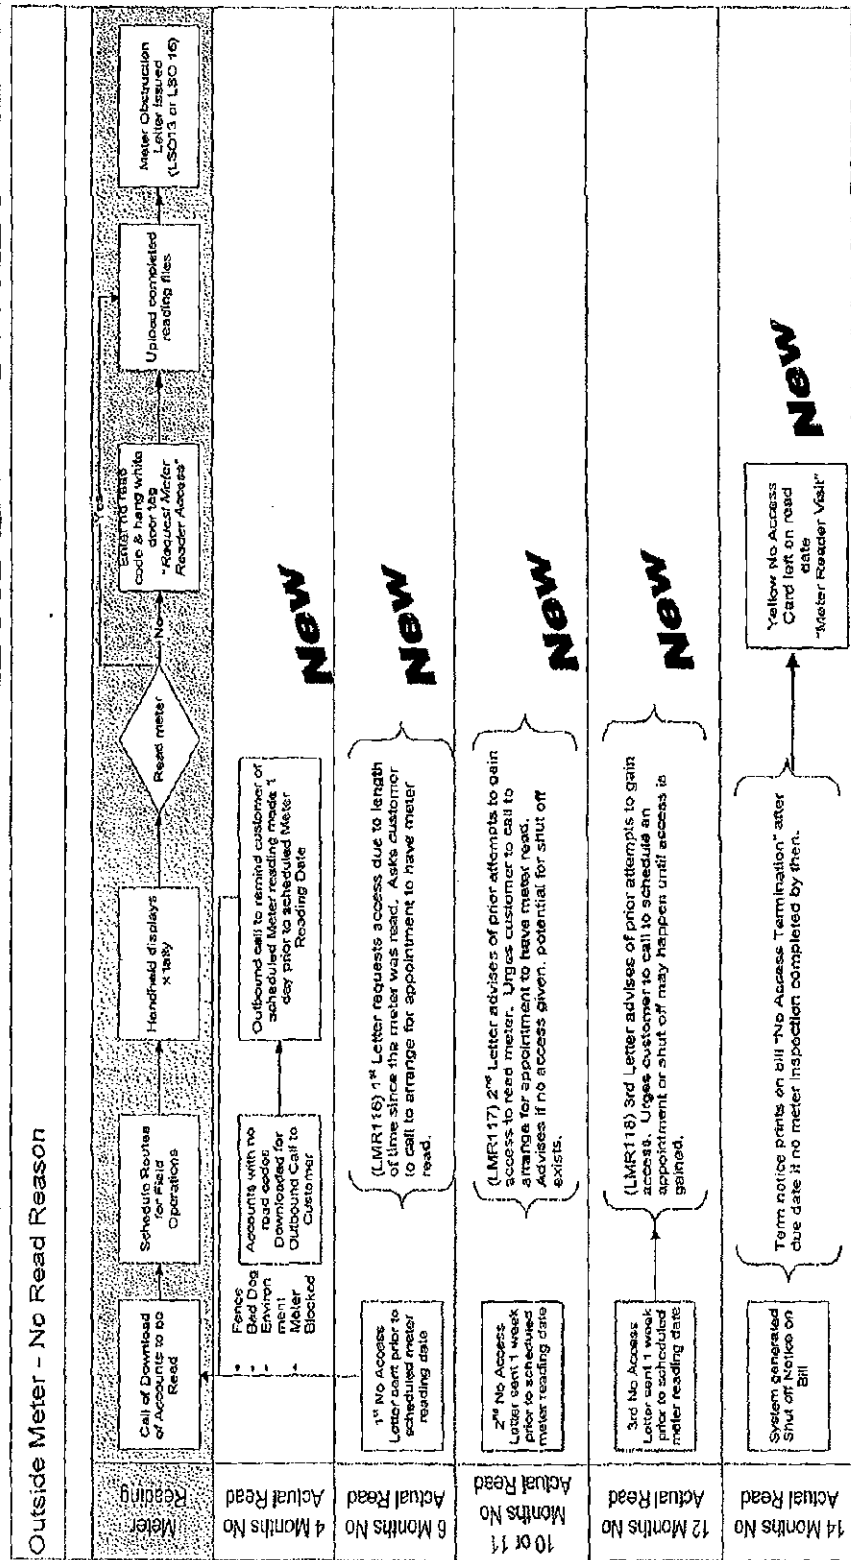 Outside Meter – No Read Reason
Meter
Reading
Call of Download
of Accounts to be
Read
Schedule Routes
for Field
Operations
Handheld displays
x tally
Read meter
Yes
No
Enter no read
code & hang white
door tag
"Request Meter
Reader Access"
Upload completed
reading files
Meter Obstruction
Letter Issued
(LSO13 or LSO 16)
4 Months No
Actual Read
• Fence
• Bad Dog
• Environ
ment
• Meter
Blocked
Accounts with no
read codes
Downloaded for
Outbound Call to
Customer
Outbound call to remind customer of
scheduled Meter reading made 1
day prior to scheduled Meter
Reading Date
New
6 Months No
Actual Read
1st No Access
Letter sent prior to
scheduled meter
reading date
(LMR116) 1st Letter requests access due to length
of time since the meter was read. Asks customer
to call to arrange for appointment to have meter
read.
New
10 or 11
Months No
Actual Read
2nd No Access
Letter sent 1 week
prior to scheduled
meter reading date
(LMR117) 2nd Letter advises of prior attempts to gain
access to read meter. Urges customer to call to
arrange for appointment to have meter read.
Advises if no access given, potential for shut off
exists.
New
12 Months No
Actual Read
3rd No Access
Letter sent 1 week
prior to scheduled
meter reading date
(LMR118) 3rd Letter advises of prior attempts to gain
access. Urges customer to call to schedule an
appointment or shut off may happen until access is
gained.
New
14 Months No
Actual Read
System generated
Shut off Notice on
Bill
Term notice prints on bill "No Access Termination" after
due date if no meter inspection completed by then.
Yellow No Access
Card left on read
date
"Meter Reader Visit"
New